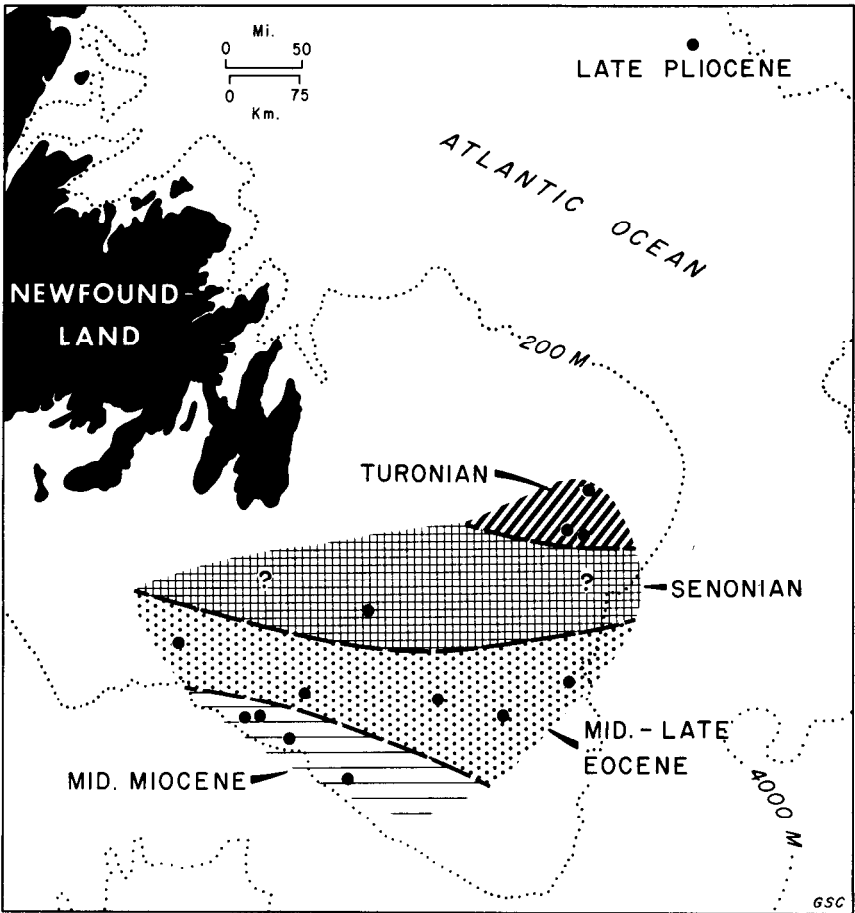 Mi.
0 50
0 75
Km.
LATE PLIOCENE
ATLANTIC OCEAN
NEWFOUND-
LAND
200 M
TURONIAN
? ?
SENONIAN
MID. - LATE
EOCENE
MID. MIOCENE
4000 M
GSC